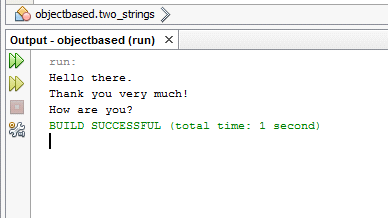 objectbased.two_strings
Output - objectbased (run)
run:
Hello there.
Thank you very much!
How are you?
BUILD SUCCESSFUL (total time: 1 second)